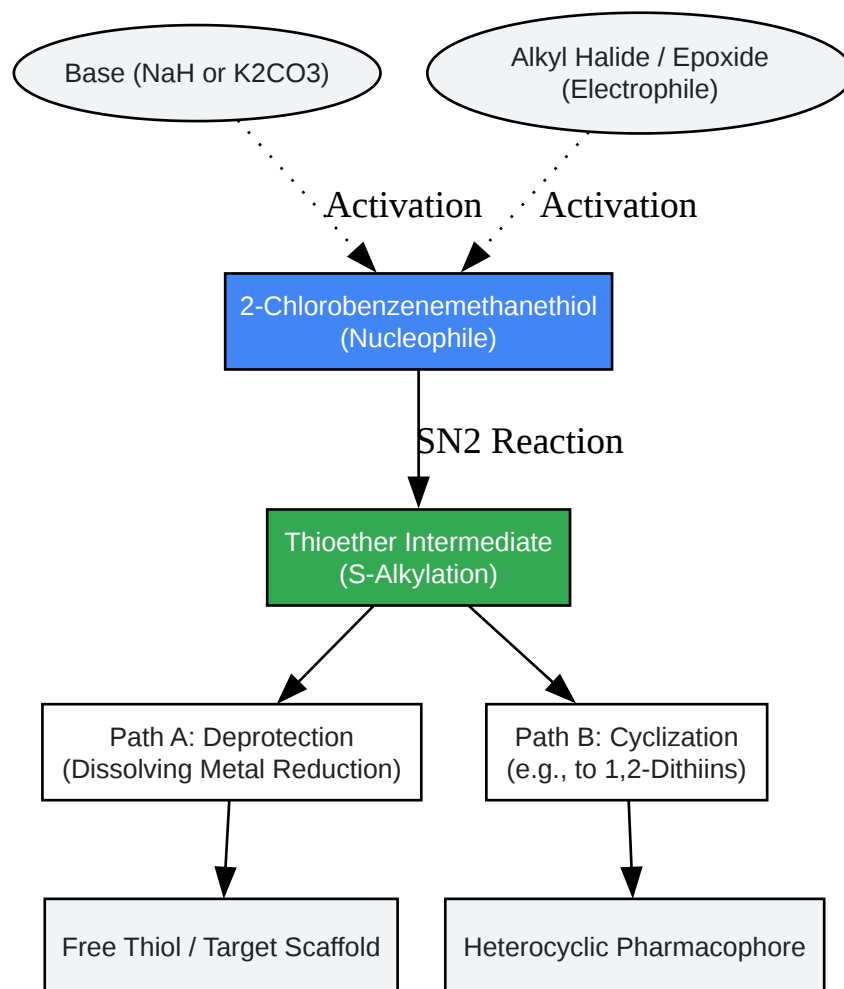 Base (NaH or K2CO3)
Alkyl Halide / Epoxide
(Electrophile)
Activation
Activation
2-Chlorobenzenemethanethiol
(Nucleophile)
SN2 Reaction
Thioether Intermediate
(S-Alkylation)
Path A: Deprotection
(Dissolving Metal Reduction)
Path B: Cyclization
(e.g., to 1,2-Dithiins)
Free Thiol / Target Scaffold
Heterocyclic Pharmacophore